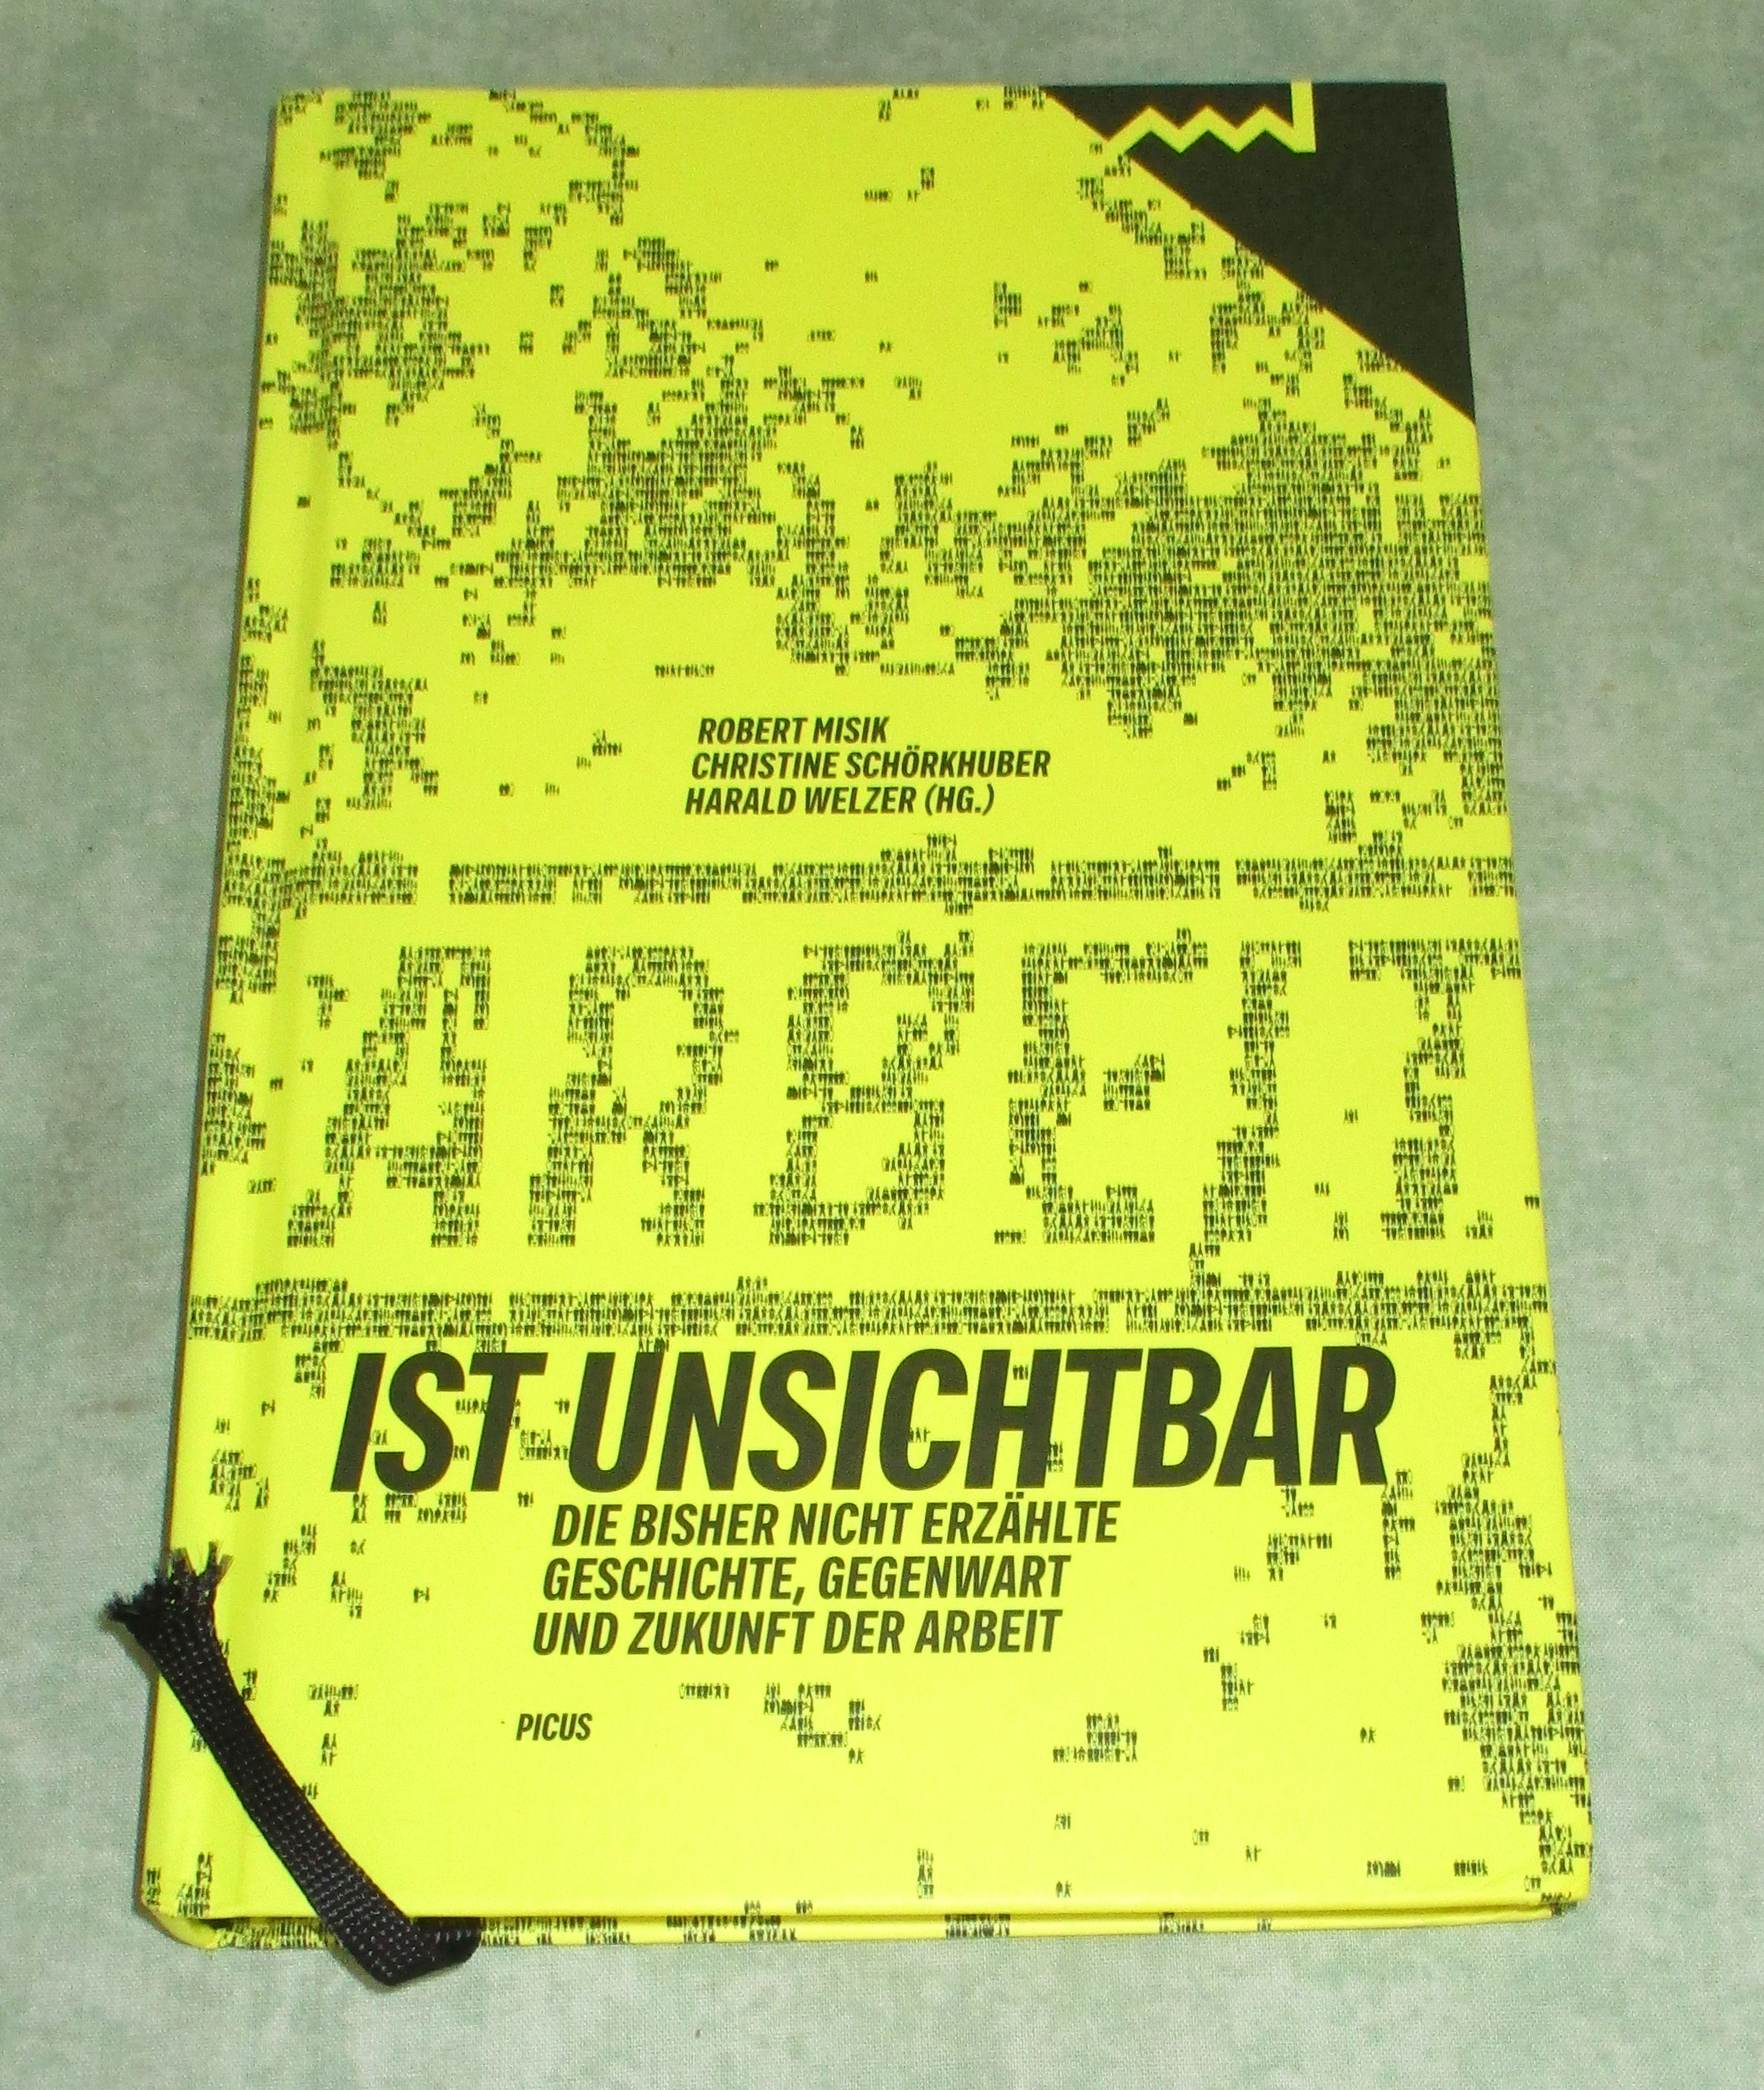 ROBERT MISIK
CHRISTINE SCHÖRKHUBER
HARALD WELZER (HG.)
ARBEIT
IST UNSICHTBAR
DIE BISHER NICHT ERZÄHLTE
GESCHICHTE, GEGENWART
UND ZUKUNFT DER ARBEIT
PICUS